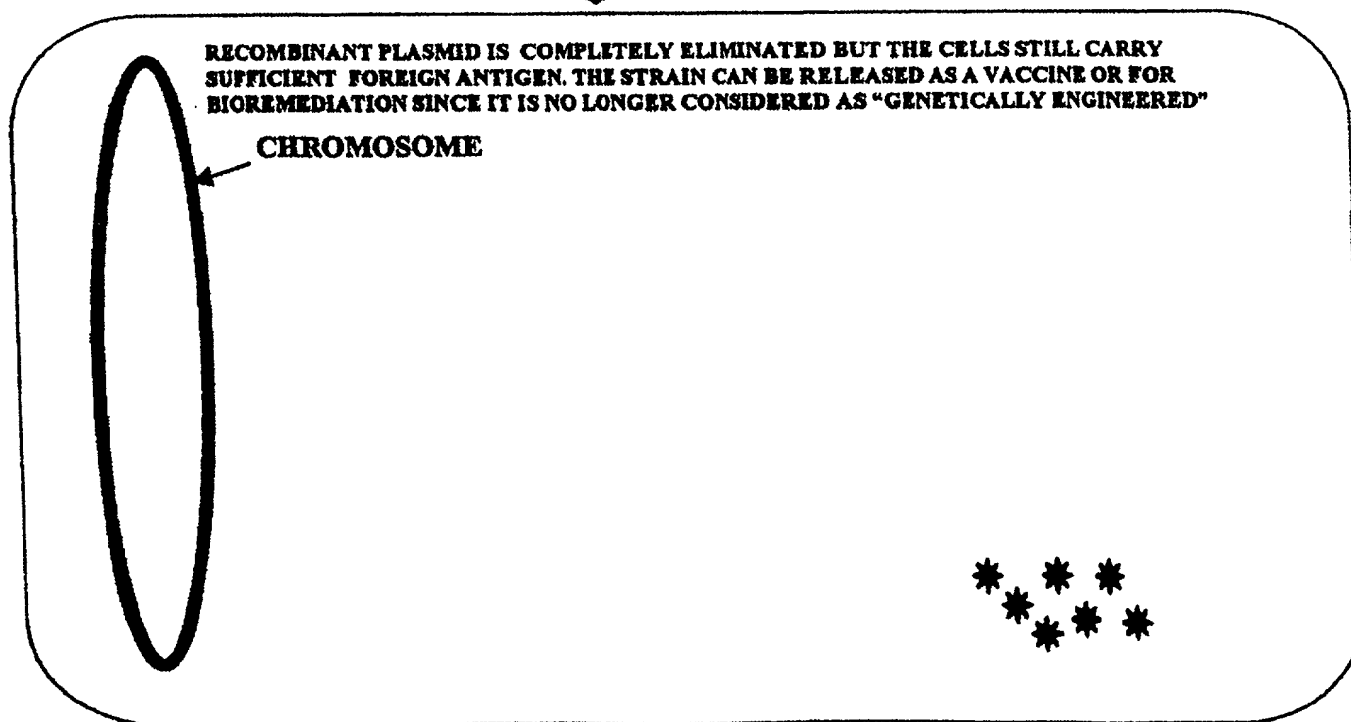 RECOMBINANT PLASMID IS COMPLETELY ELIMINATED BUT THE CELLS STILL CARRY
SUFFICIENT FOREIGN ANTIGEN. THE STRAIN CAN BE RELEASED AS A VACCINE OR FOR
BIOREMEDIATION SINCE IT IS NO LONGER CONSIDERED AS “GENETICALLY ENGINEERED”
CHROMOSOME